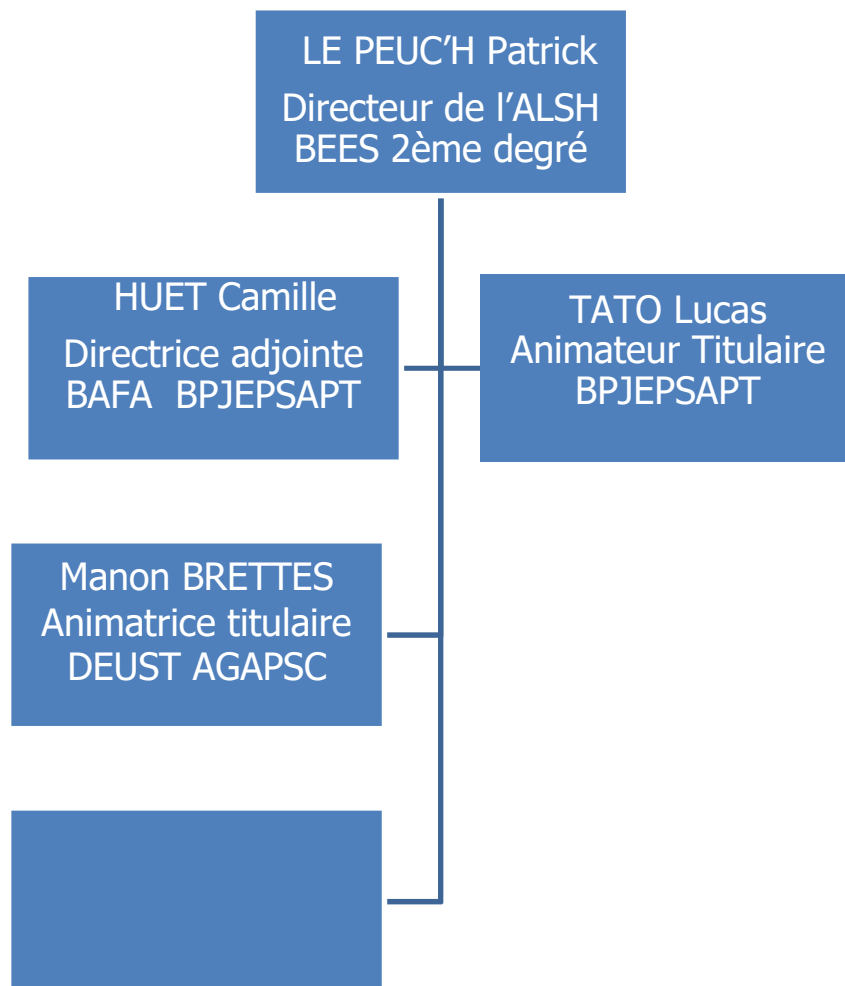 LE PEUC’H Patrick
Directeur de l’ALSH
BEES 2ème degré
HUET Camille
Directrice adjointe
BAFA BPJEPSAPT
TATO Lucas
Animateur Titulaire
BPJEPSAPT
Manon BRETTES
Animatrice titulaire
DEUST AGAPSC